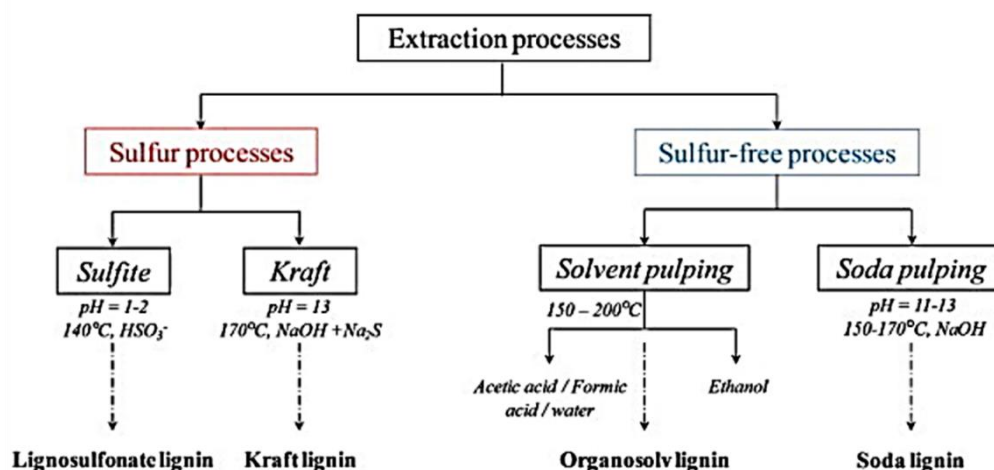 Extraction processes
Sulfur processes
Sulfur-free processes
Sulfite
Kraft
Solvent pulping
Soda pulping
pH = 1-2
140°C, HSO₃⁻
pH = 13
170°C, NaOH +Na₂S
150 – 200°C
pH = 11-13
150-170°C, NaOH
Acetic acid / Formic
acid / water
Ethanol
Lignosulfonate lignin
Kraft lignin
Organosolv lignin
Soda lignin